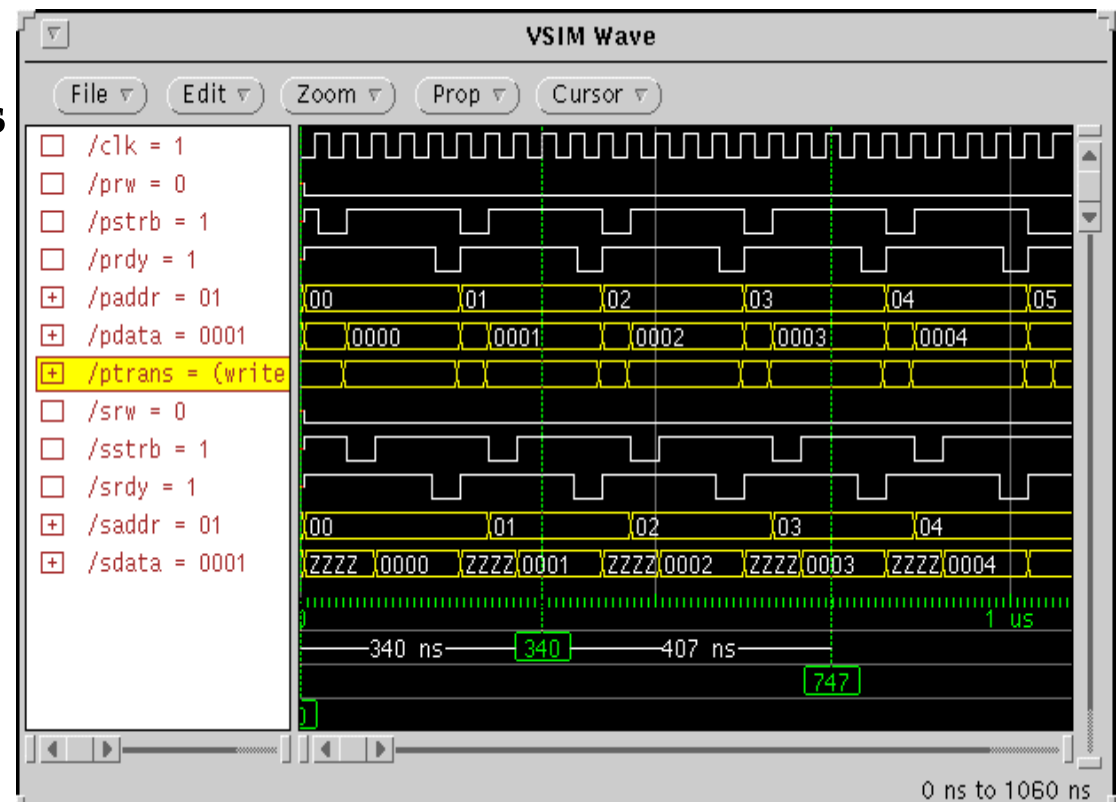 VSIM Wave
File Edit Zoom Prop Cursor
s
/clk = 1
/prw = 0
/pstrb = 1
/prdy = 1
/paddr = 01 00 01 02 03 04 05
/pdata = 0001 0000 0001 0002 0003 0004
/ptrans = (write
/srw = 0
/sstrb = 1
/srdy = 1
/saddr = 01 00 01 02 03 04
/sdata = 0001 ZZZZ 0000 ZZZZ 0001 ZZZZ 0002 ZZZZ 0003 ZZZZ 0004
1 us
340 ns 340 407 ns
747
0 ns to 1060 ns